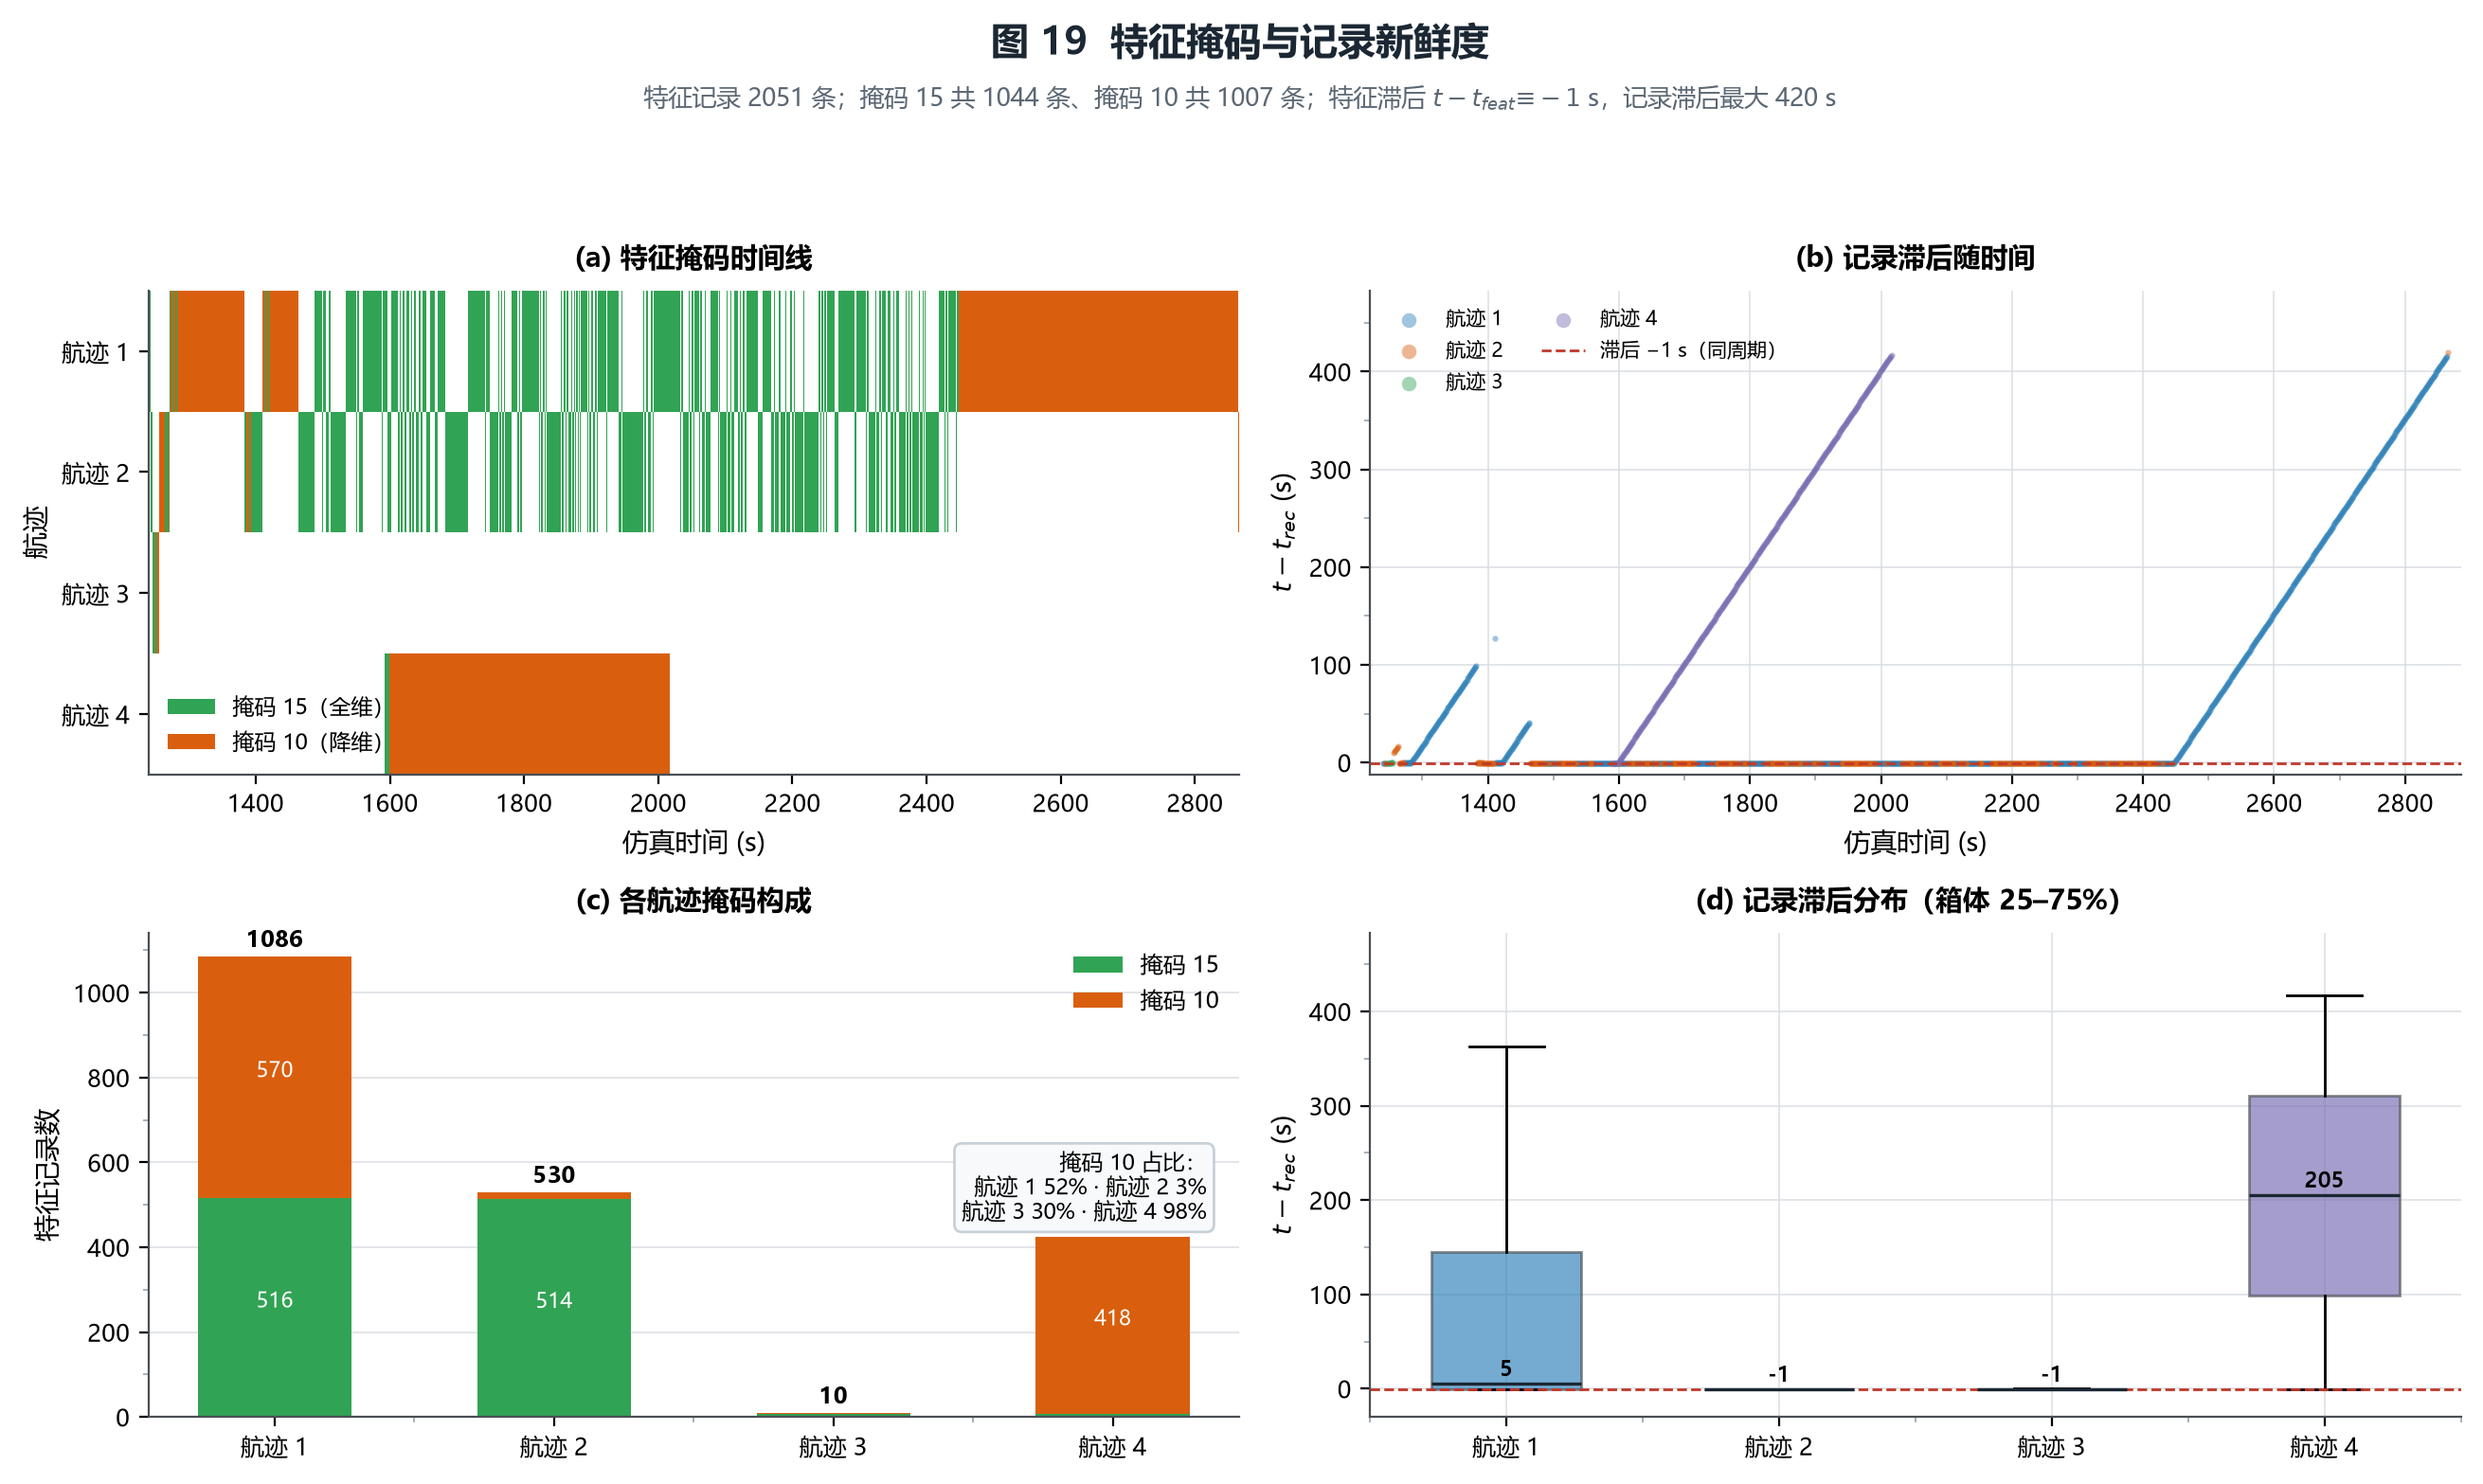 图 19 特征掩码与记录新鲜度
特征记录 2051 条；掩码 15 共 1044 条、掩码 10 共 1007 条；特征滞后 t − t_feat ≡ −1 s，记录滞后最大 420 s
(a) 特征掩码时间线
航迹
航迹 1
航迹 2
航迹 3
航迹 4
掩码 15（全维）
掩码 10（降维）
1400 1600 1800 2000 2200 2400 2600 2800
仿真时间 (s)
(b) 记录滞后随时间
t − t_rec (s)
400
300
200
100
0
航迹 1
航迹 2
航迹 3
航迹 4
滞后 −1 s（同周期）
1400 1600 1800 2000 2200 2400 2600 2800
仿真时间 (s)
(c) 各航迹掩码构成
特征记录数
1000
800
600
400
200
0
1086
570
516
530
514
10
418
掩码 15
掩码 10
掩码 10 占比：
航迹 1 52% · 航迹 2 3%
航迹 3 30% · 航迹 4 98%
航迹 1 航迹 2 航迹 3 航迹 4
(d) 记录滞后分布（箱体 25–75%）
t − t_rec (s)
400
300
200
100
0
5
-1
-1
205
航迹 1 航迹 2 航迹 3 航迹 4